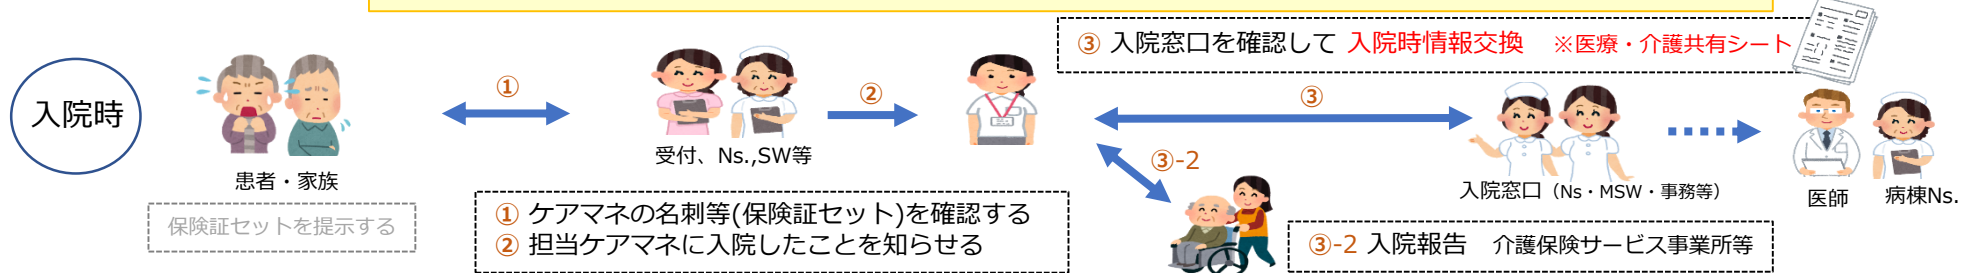 ③ 入院窓口を確認して 入院時情報交換 ※医療・介護共有シート
入院時
①
②
③
③-2
受付、Ns.,SW等
患者・家族
保険証セットを提示する
① ケアマネの名刺等(保険証セット)を確認する
② 担当ケアマネに入院したことを知らせる
入院窓口（Ns・MSW・事務等）
医師
病棟Ns.
③-2 入院報告 介護保険サービス事業所等